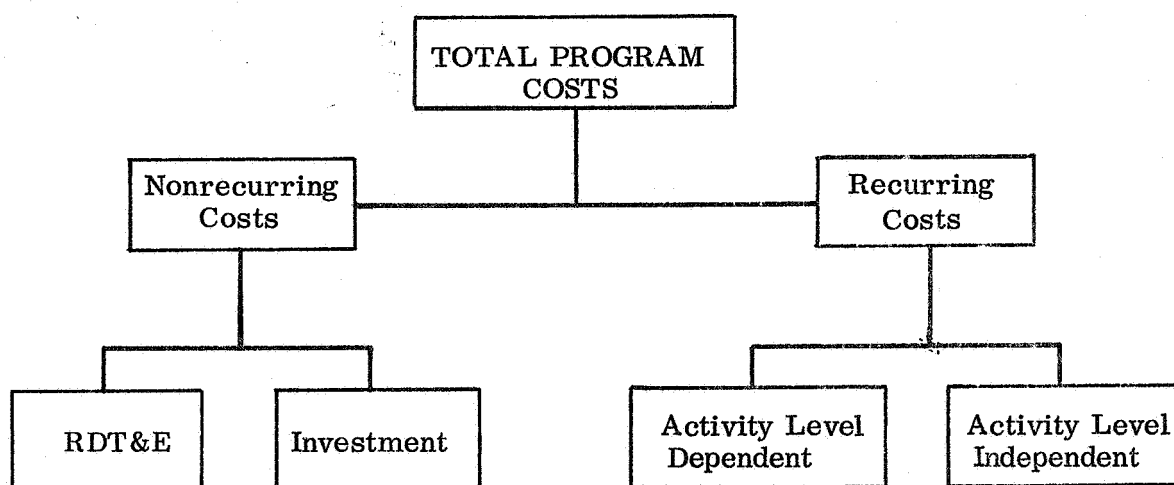 TOTAL PROGRAM
COSTS
Nonrecurring
Costs
Recurring
Costs
RDT&E
Investment
Activity Level
Dependent
Activity Level
Independent